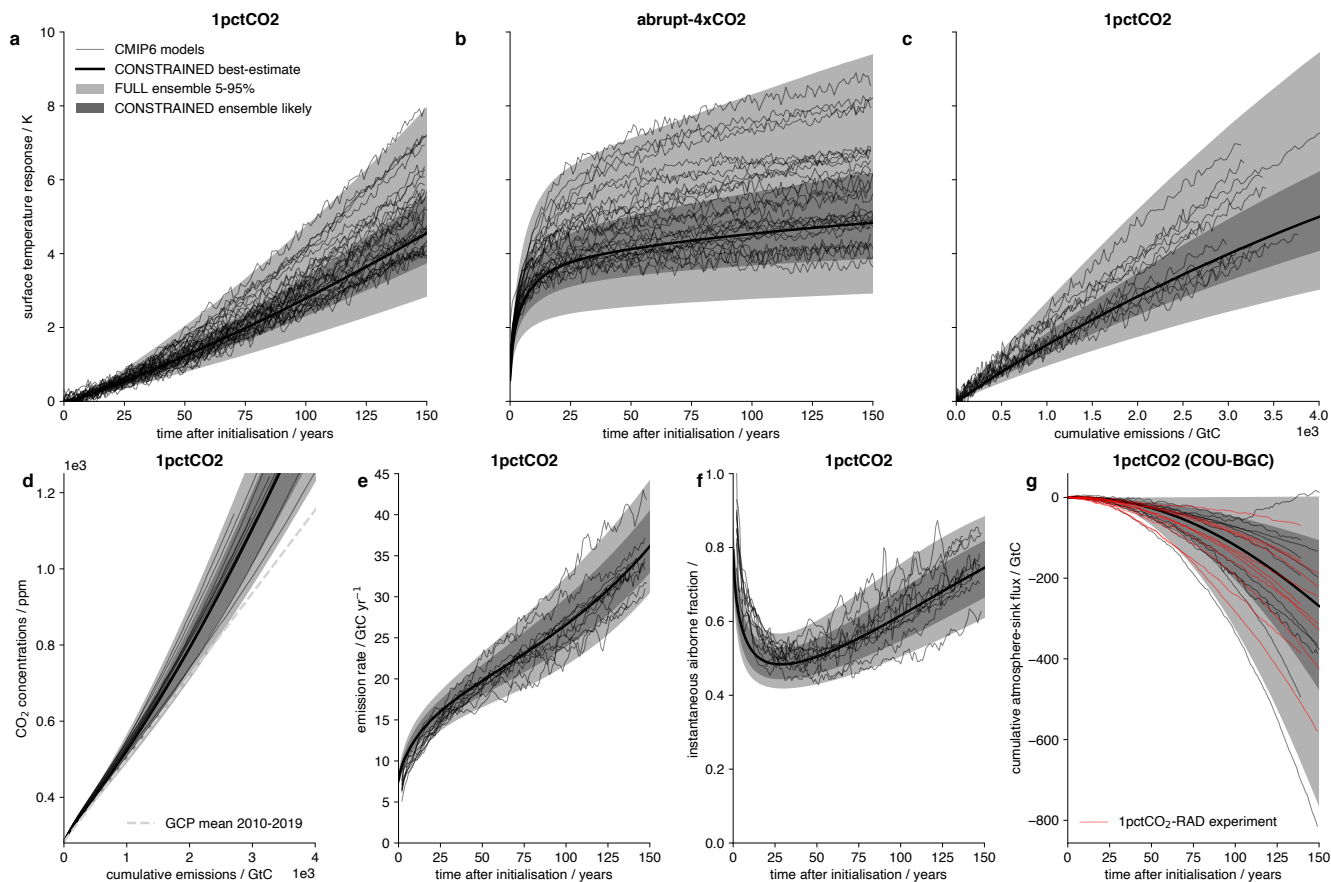 1pctCO2
a
CMIP6 models
CONSTRAINED best-estimate
FULL ensemble 5-95%
CONSTRAINED ensemble likely
surface temperature response / K
0
2
4
6
8
10
0
25
50
75
100
125
150
time after initialisation / years
abrupt-4xCO2
b
0
25
50
75
100
125
150
time after initialisation / years
1pctCO2
c
0.0
0.5
1.0
1.5
2.0
2.5
3.0
3.5
4.0
cumulative emissions / GtC
1e3
1pctCO2
d
1e3
CO₂ concentrations / ppm
0.4
0.6
0.8
1.0
1.2
GCP mean 2010-2019
0
1
2
3
4
cumulative emissions / GtC
1e3
1pctCO2
e
emission rate / GtC yr⁻¹
0
5
10
15
20
25
30
35
40
45
0
25
50
75
100
125
150
time after initialisation / years
1pctCO2
f
instantaneous airborne fraction /
0.0
0.2
0.4
0.6
0.8
1.0
0
25
50
75
100
125
150
time after initialisation / years
1pctCO2 (COU-BGC)
g
cumulative atmosphere-sink flux / GtC
0
−200
−400
−600
−800
1pctCO₂-RAD experiment
0
25
50
75
100
125
150
time after initialisation / years